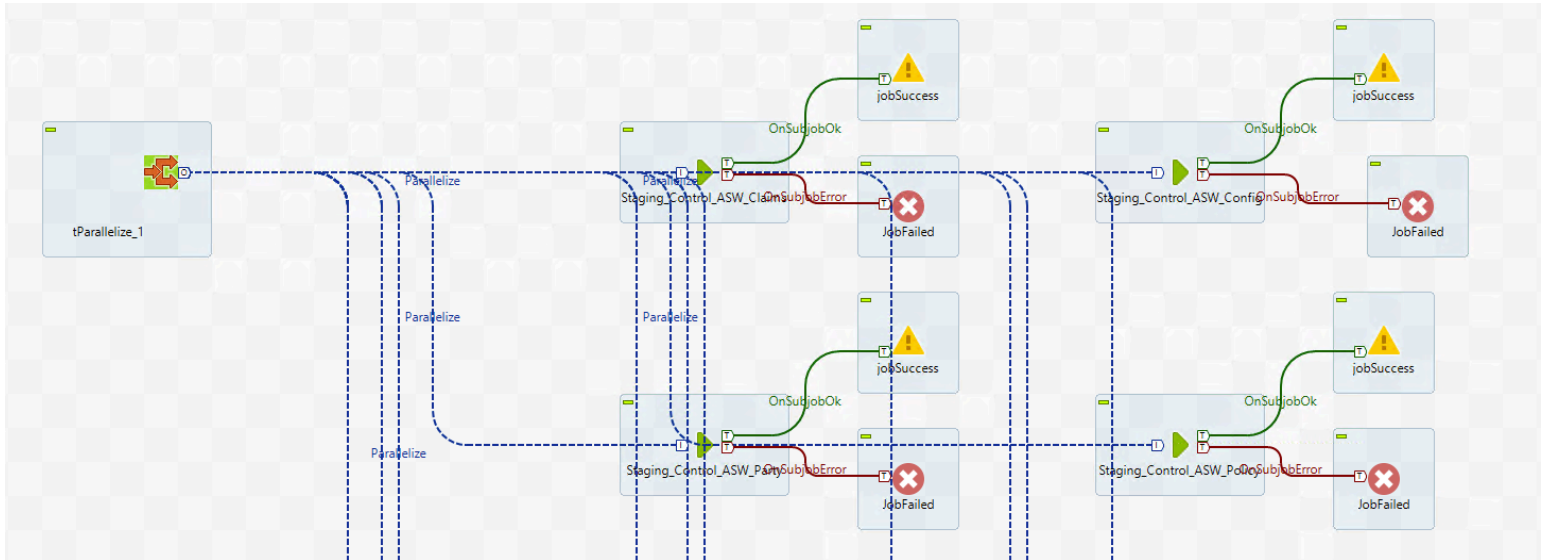 jobSuccess
jobSuccess
OnSubjobOk
OnSubjobOk
Parallelize
Parallelize
Staging_Control_ASW_Claims
OnSubjobError
Staging_Control_ASW_Config
OnSubjobError
tParallelize_1
JobFailed
JobFailed
Parallelize
Parallelize
jobSuccess
jobSuccess
OnSubjobOk
OnSubjobOk
Parallelize
Staging_Control_ASW_Party
OnSubjobError
Staging_Control_ASW_Policy
OnSubjobError
JobFailed
JobFailed